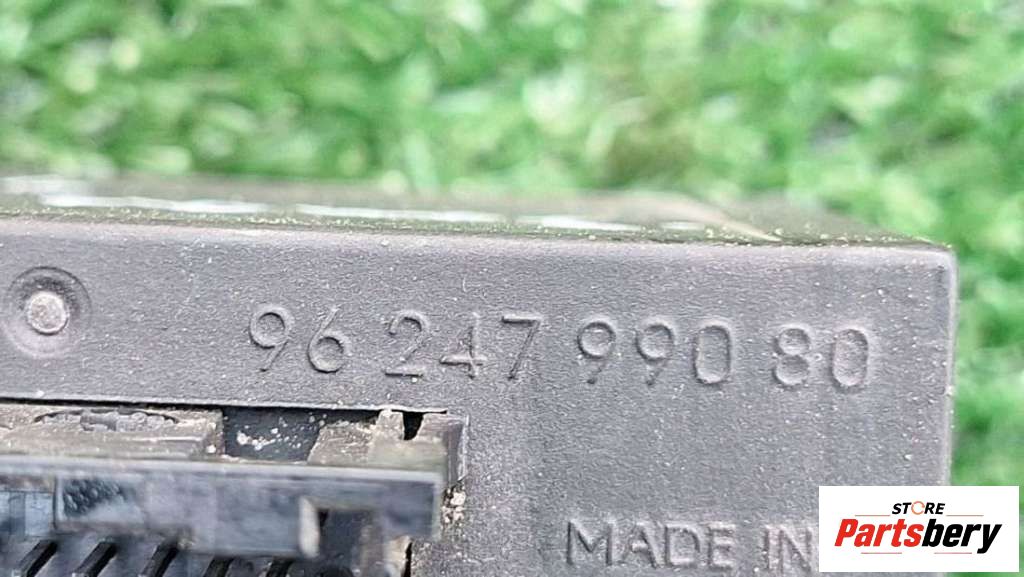 96 247 990 80
MADE IN
STORE
Partsbery